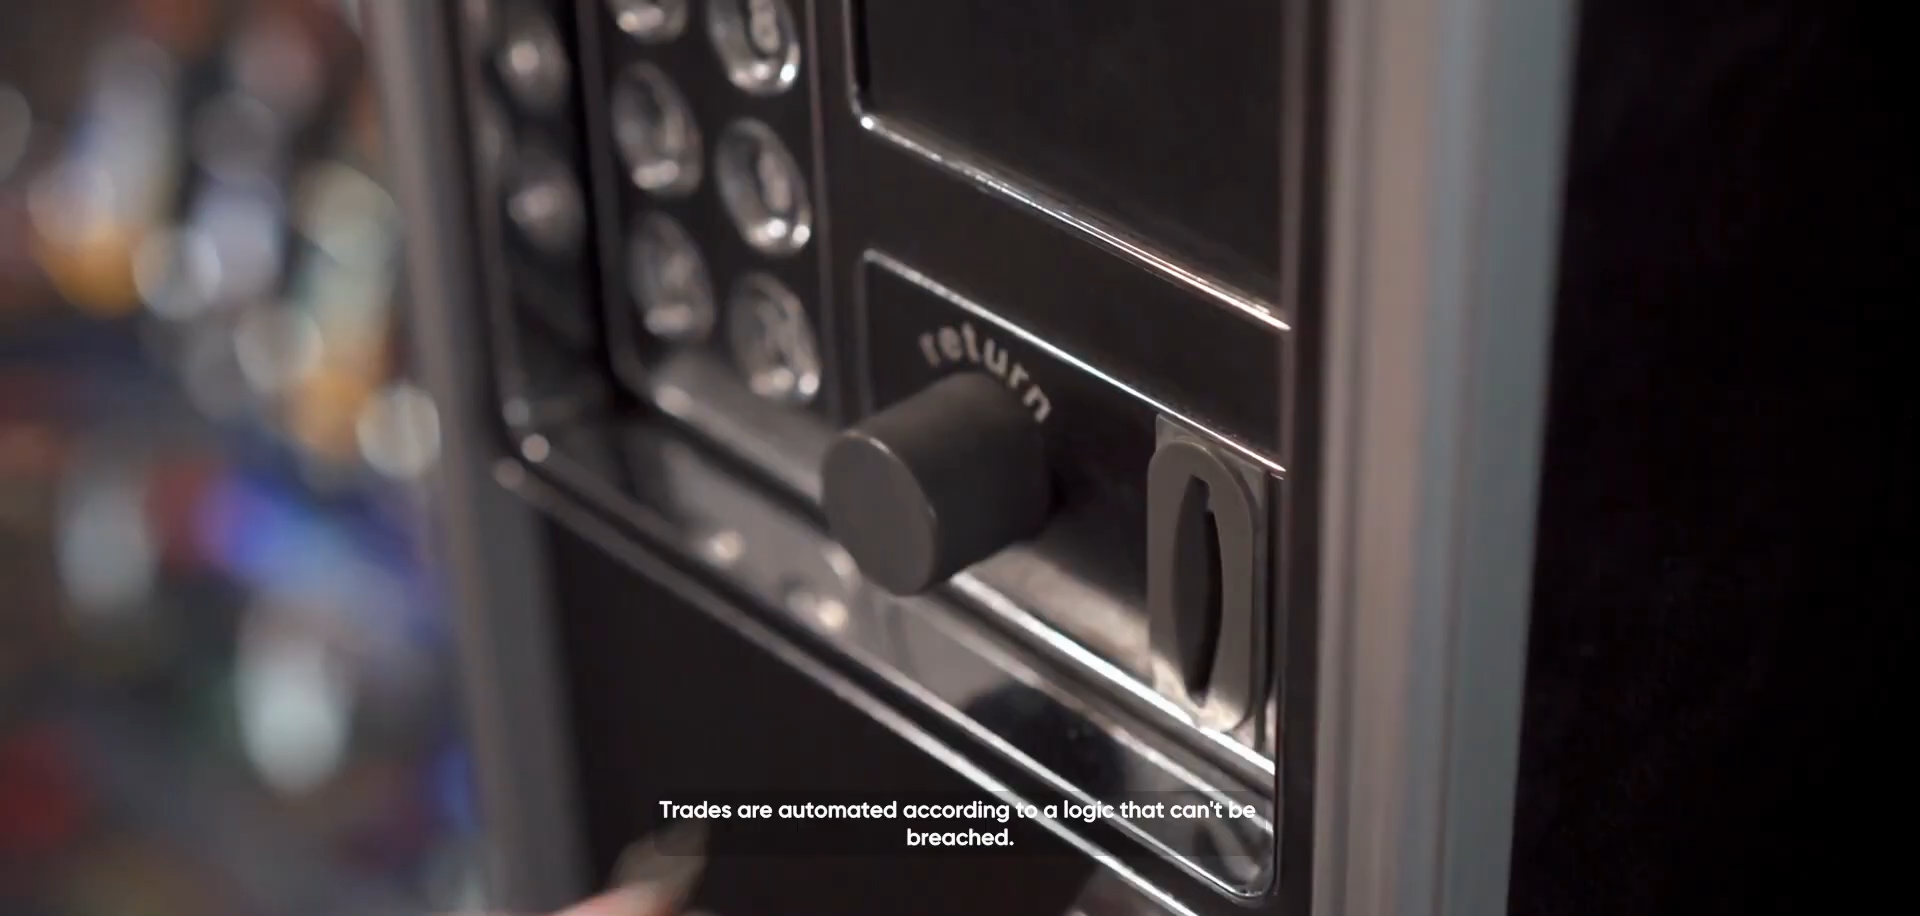 return
Trades are automated according to a logic that can't be
breached.